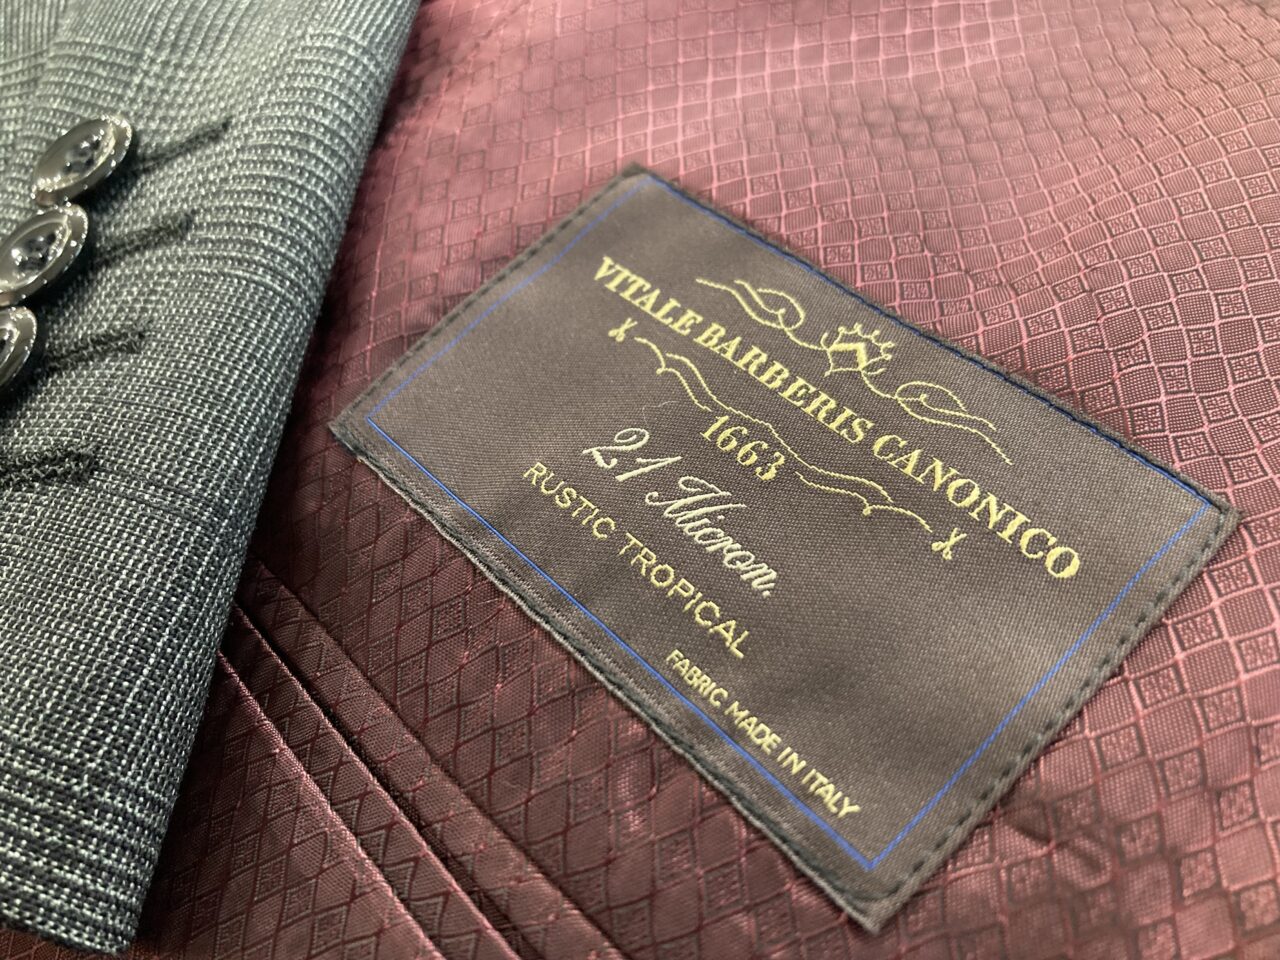 VITALE BARBERIS CANONICO
1663
21 Micron.
RUSTIC TROPICAL
FABRIC MADE IN ITALY